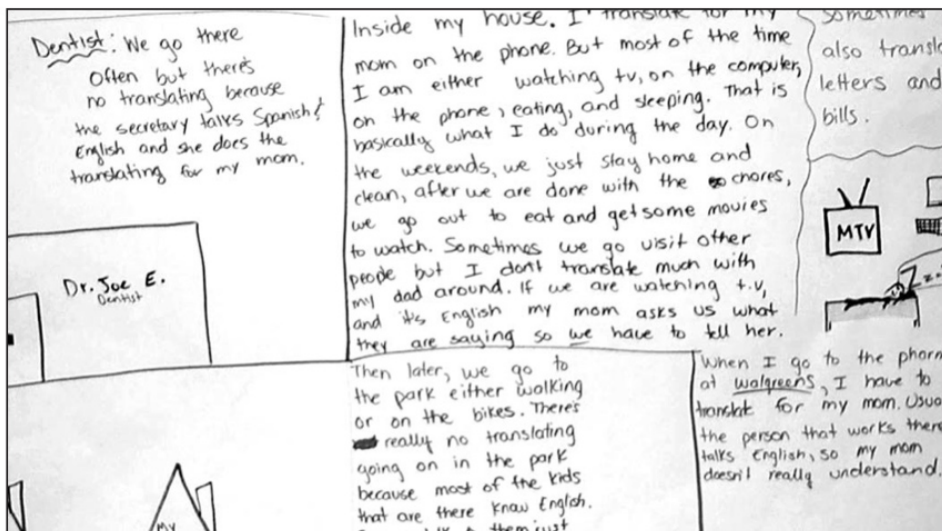 Dentist: We go there
Often but there's
no translating because
the secretary talks Spanish &
English and she does the
translating for my mom.
Dr. Joe E.
Dentist
Inside my house. I translate for my
mom on the phone. But most of the time
I am either watching tv, on the computer,
on the phone, eating, and sleeping. That is
basically what I do during the day. On
the weekends, we just stay home and
clean, after we are done with the chores,
we go out to eat and get some movies
to watch. Sometimes we go visit other
people but I don't translate much with
my dad around. If we are watching t.v,
and it's English my mom asks us what
they are saying so we have to tell her.
Sometimes
also
letters and
bills.
MTV
Zz..
Then later, we go to
the park either walking
or on the bikes. There's
really no translating
going on in the park
because most of the kids
that are there know English.
them just
When I go to the
at walgreens, I have to
translate for my mom.
the person that works there
talks English, so my mom
doesn't really understand.
My